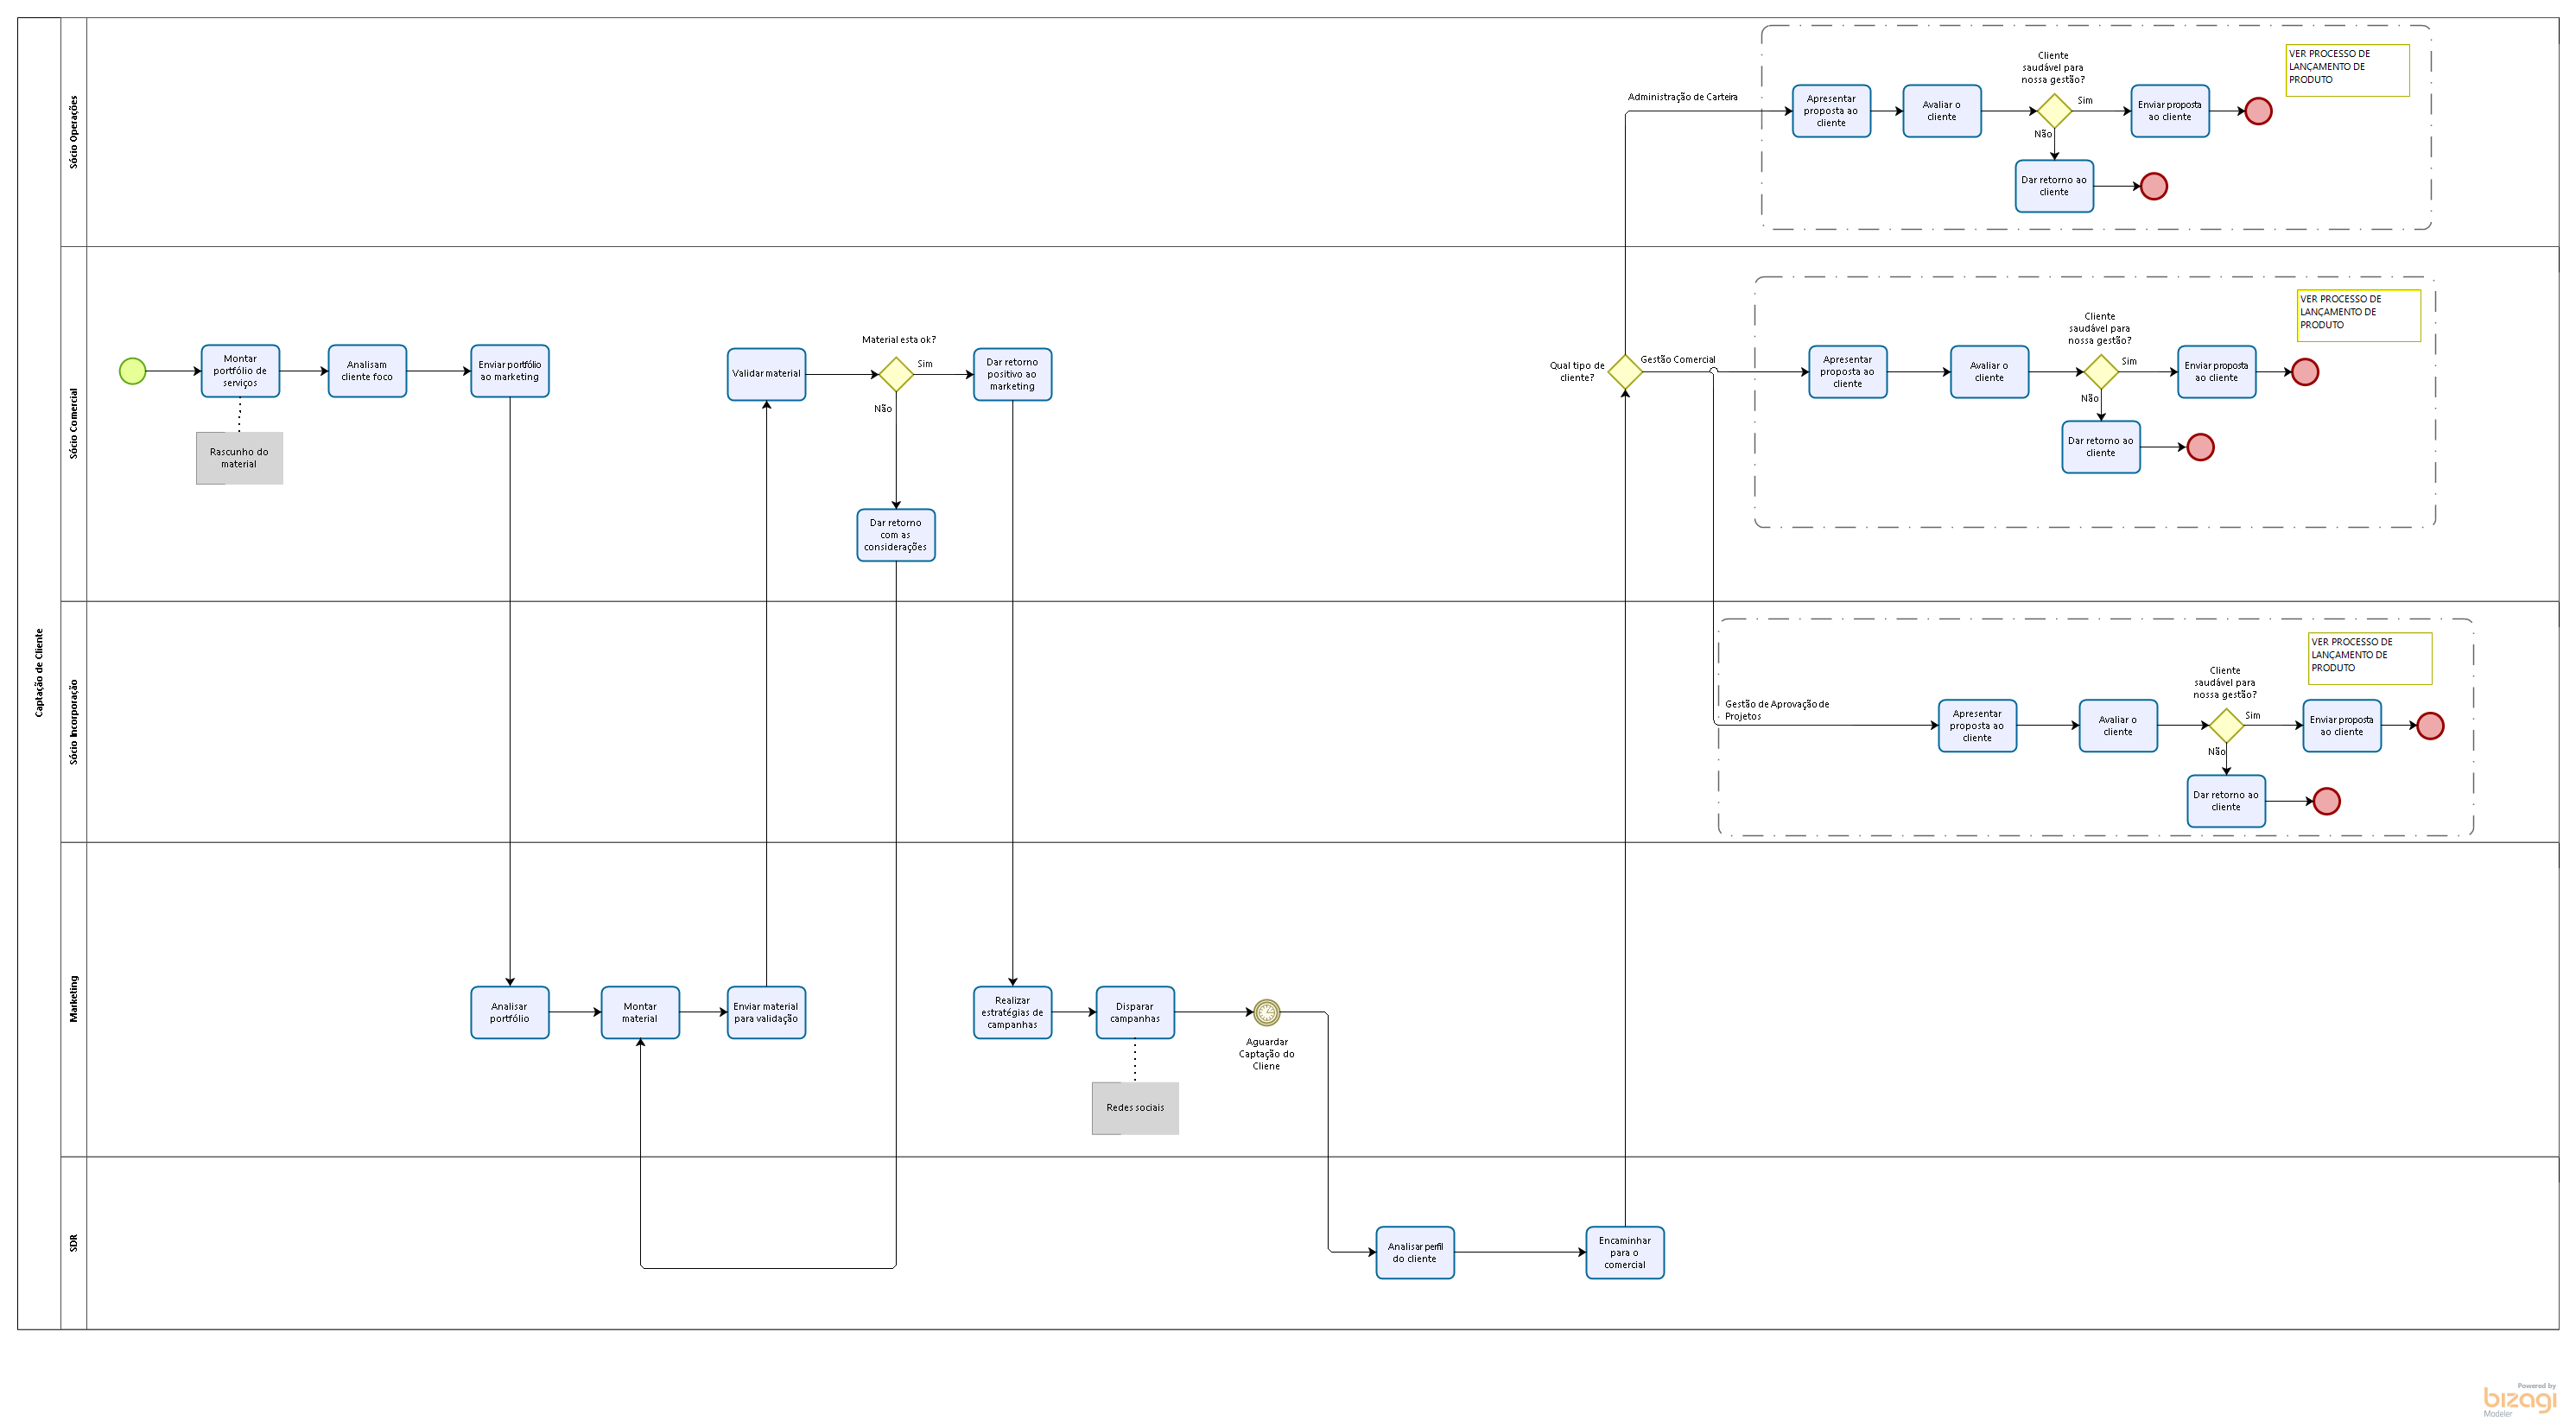 Captação de Cliente
Sócio Operações
Administração de Carteira
Apresentar
proposta ao
cliente
Avaliar o
cliente
Cliente
saudável para
nossa gestão?
Sim
Não
Enviar proposta
ao cliente
Dar retorno ao
cliente
VER PROCESSO DE
LANÇAMENTO DE
PRODUTO
Sócio Comercial
Montar
portfólio de
serviços
Rascunho do
material
Analisam
cliente foco
Enviar portfólio
ao marketing
Validar material
Material esta ok?
Sim
Não
Dar retorno
positivo ao
marketing
Dar retorno
com as
considerações
Qual tipo de
cliente?
Gestão Comercial
Apresentar
proposta ao
cliente
Avaliar o
cliente
Cliente
saudável para
nossa gestão?
Sim
Não
Enviar proposta
ao cliente
Dar retorno ao
cliente
VER PROCESSO DE
LANÇAMENTO DE
PRODUTO
Sócio Incorporação
Gestão de Aprovação de
Projetos
Apresentar
proposta ao
cliente
Avaliar o
cliente
Cliente
saudável para
nossa gestão?
Sim
Não
Enviar proposta
ao cliente
Dar retorno ao
cliente
VER PROCESSO DE
LANÇAMENTO DE
PRODUTO
Marketing
Analisar
portfólio
Montar
material
Enviar material
para validação
Realizar
estratégias de
campanhas
Disparar
campanhas
Redes sociais
Aguardar
Captação do
Cliene
SDR
Analisar perfil
do cliente
Encaminhar
para o
comercial
Powered by
bizagi
Modeler